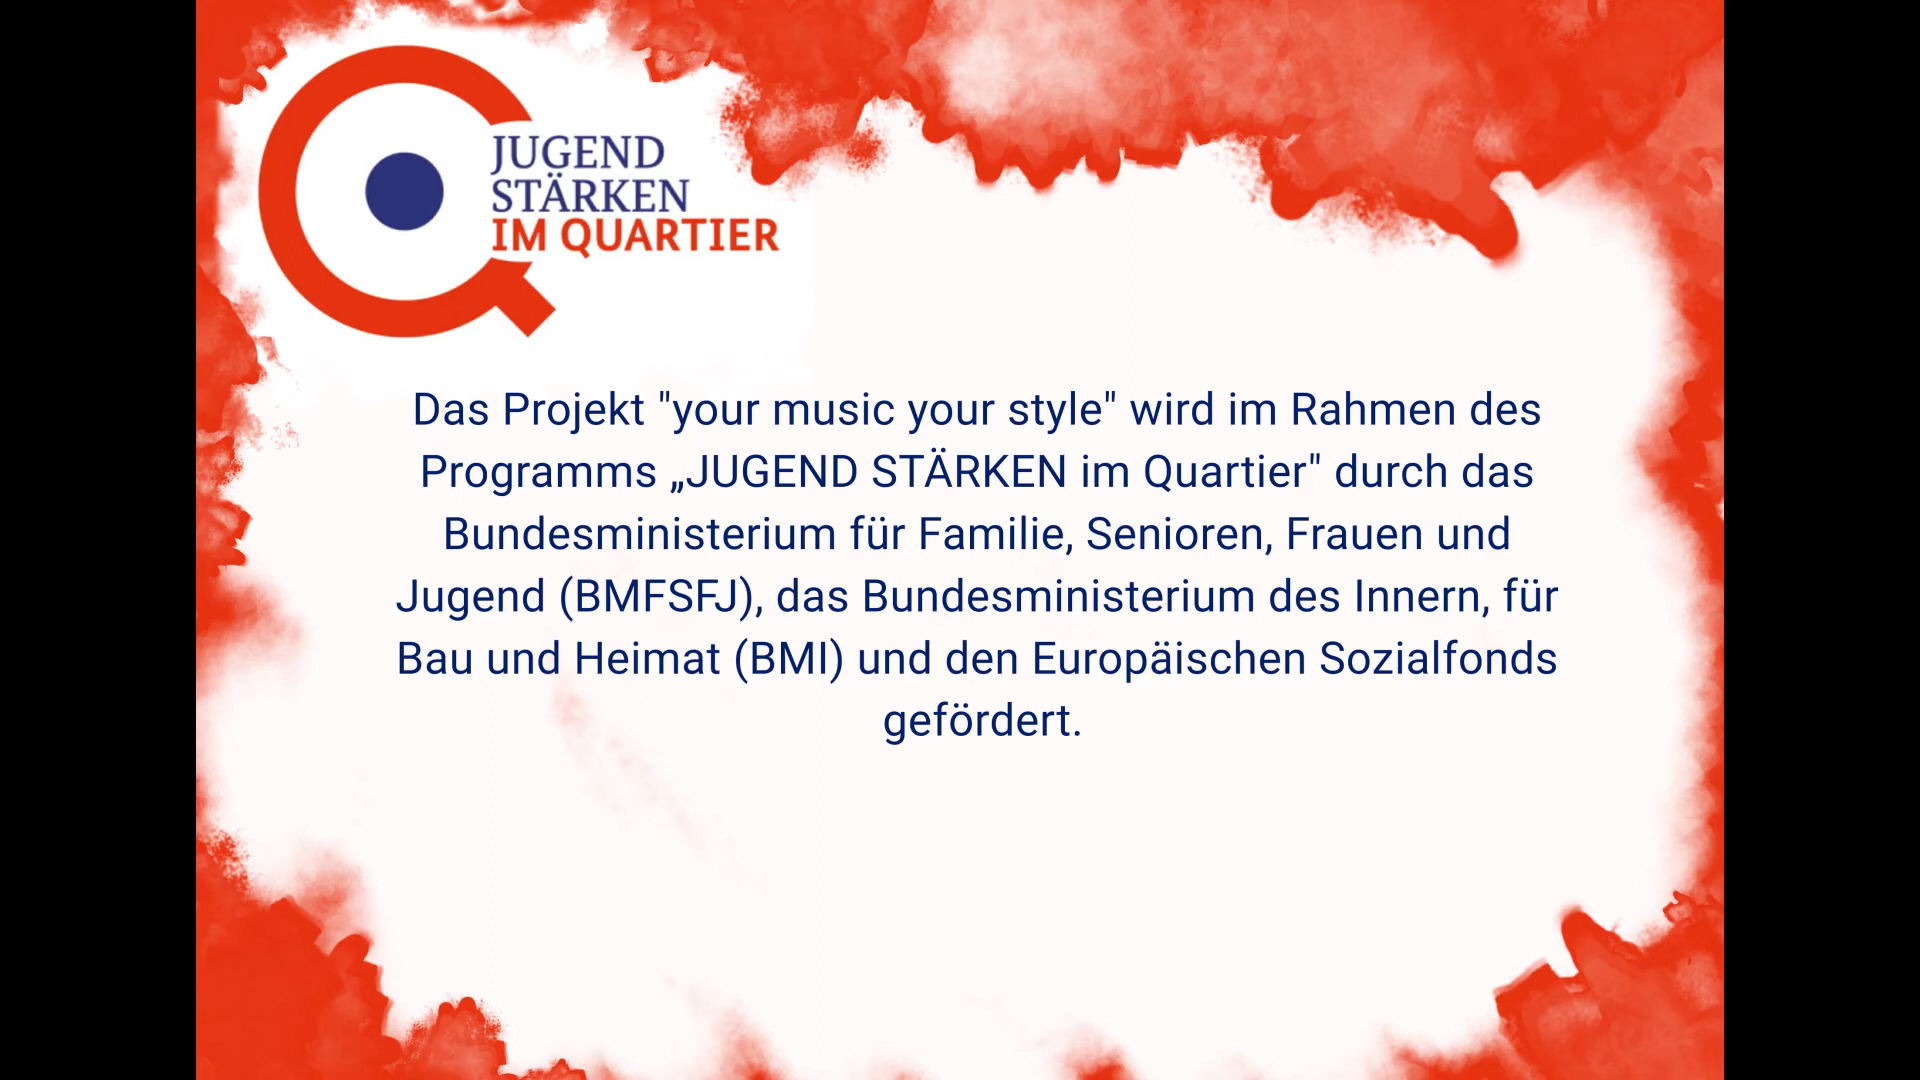 JUGEND
STÄRKEN
IM QUARTIER
Das Projekt "your music your style" wird im Rahmen des
Programms „JUGEND STÄRKEN im Quartier" durch das
Bundesministerium für Familie, Senioren, Frauen und
Jugend (BMFSFJ), das Bundesministerium des Innern, für
Bau und Heimat (BMI) und den Europäischen Sozialfonds
gefördert.